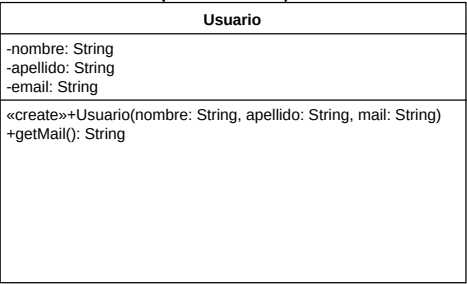 Usuario
-nombre: String
-apellido: String
-email: String
«create»+Usuario(nombre: String, apellido: String, mail: String)
+getMail(): String